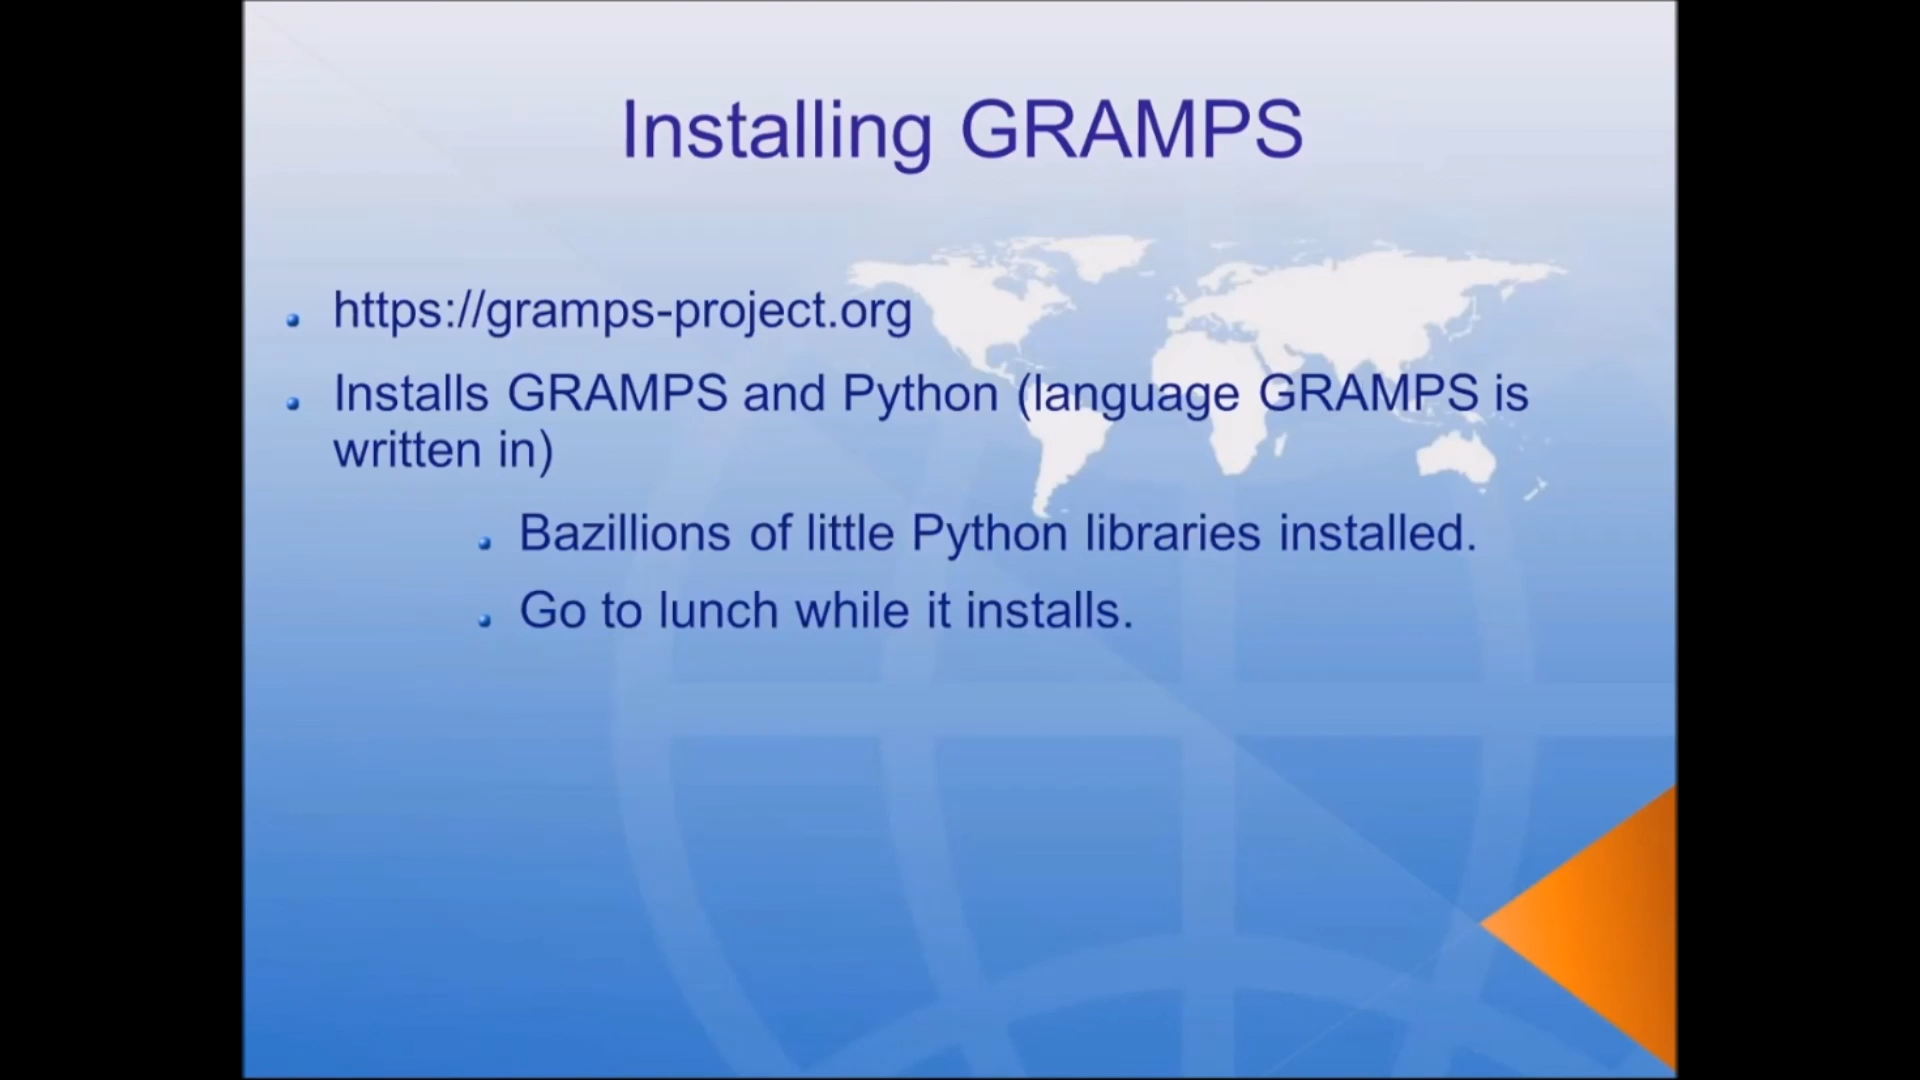 Installing GRAMPS
https://gramps-project.org
Installs GRAMPS and Python (language GRAMPS is
written in)
Bazillions of little Python libraries installed.
Go to lunch while it installs.